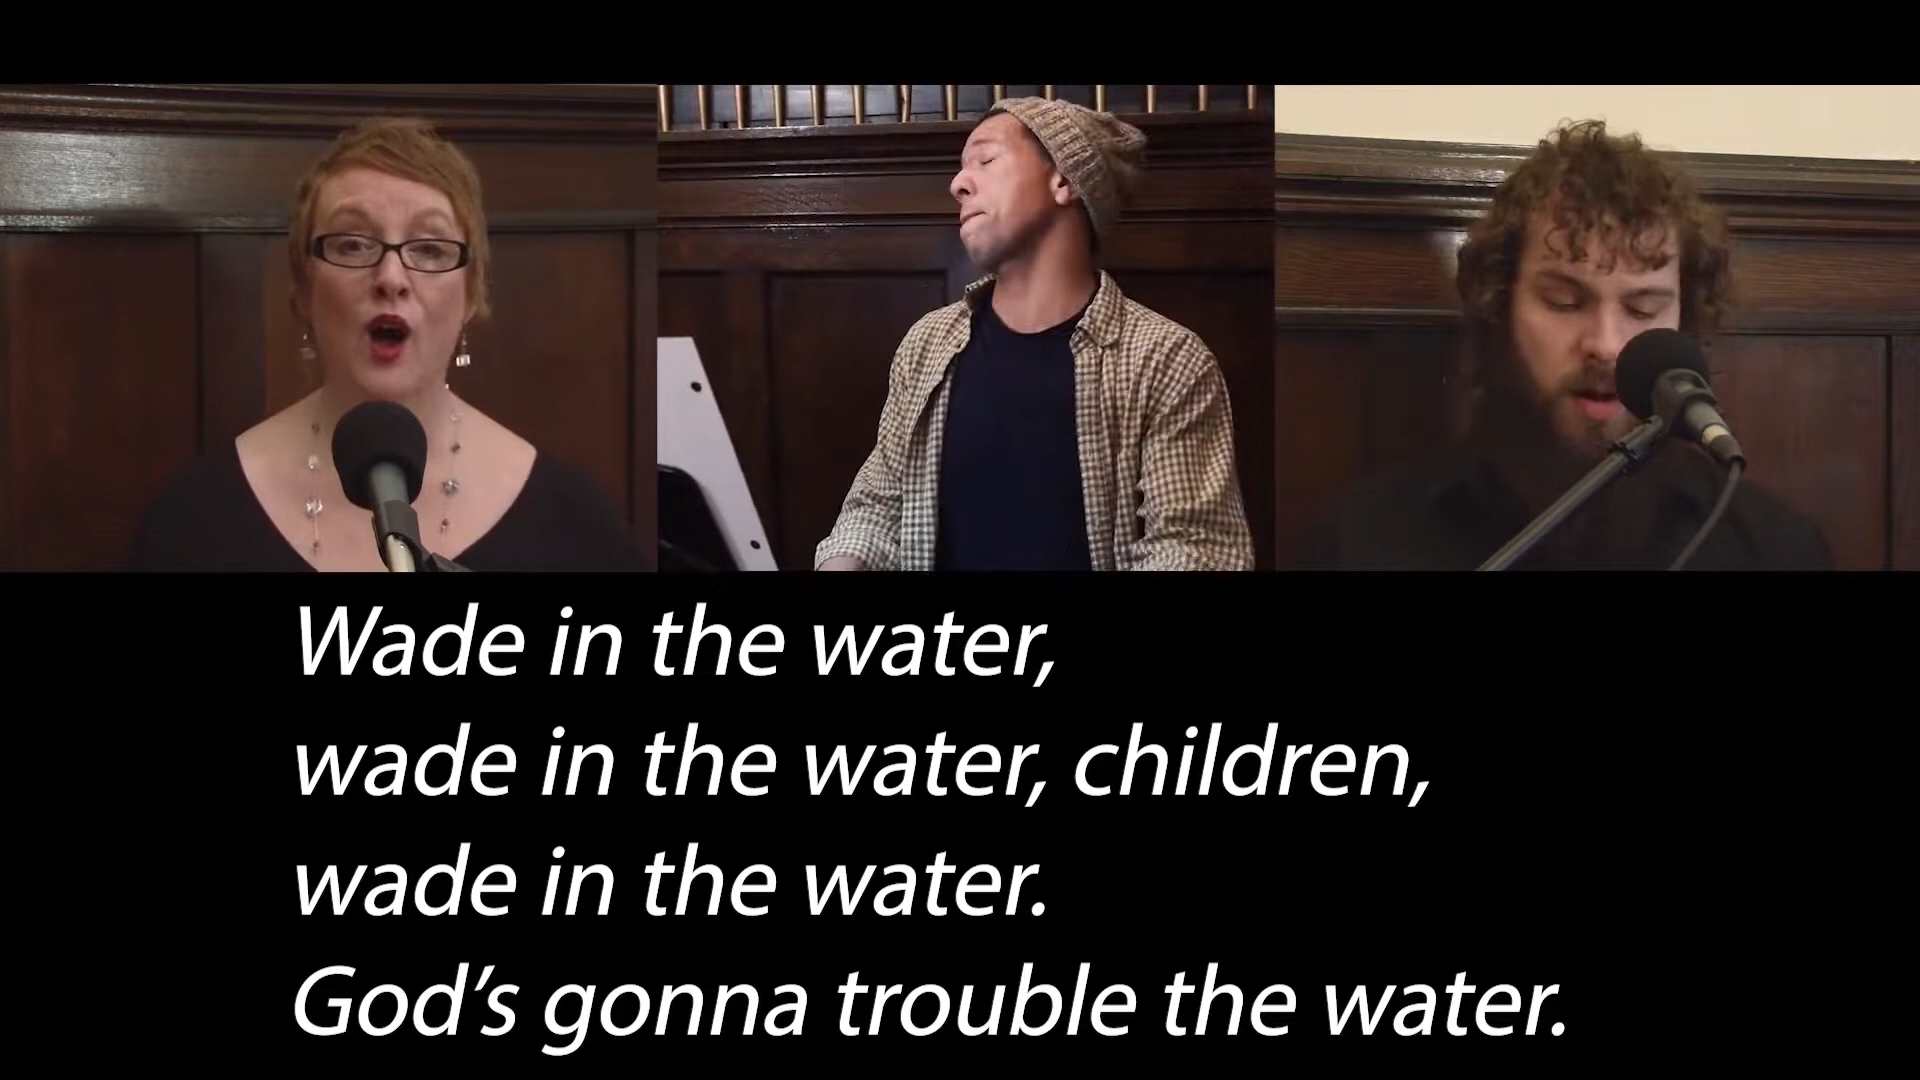 Wade in the water,
wade in the water, children,
wade in the water.
God’s gonna trouble the water.